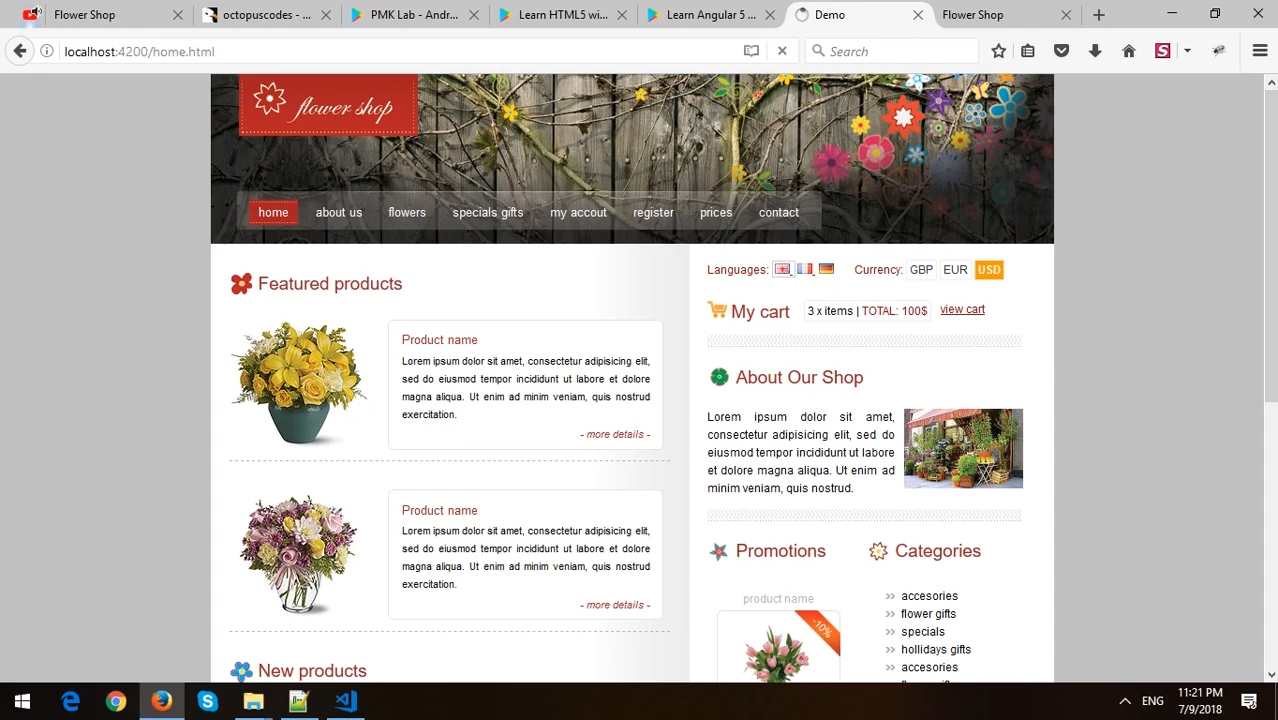 Flower Shop
octopuscodes - ...
PMK Lab - Andr...
Learn HTML5 wi...
Learn Angular 5 ...
Demo
Flower Shop
localhost:4200/home.html
Search
flower shop
home about us flowers specials gifts my accout register prices contact
Featured products
Product name
Lorem ipsum dolor sit amet, consectetur adipisicing elit,
sed do eiusmod tempor incididunt ut labore et dolore
magna aliqua. Ut enim ad minim veniam, quis nostrud
exercitation.
- more details -
Product name
Lorem ipsum dolor sit amet, consectetur adipisicing elit,
sed do eiusmod tempor incididunt ut labore et dolore
magna aliqua. Ut enim ad minim veniam, quis nostrud
exercitation.
- more details -
New products
Languages: Currency: GBP EUR USD
My cart 3 x items | TOTAL: 100$ view cart
About Our Shop
Lorem ipsum dolor sit amet,
consectetur adipisicing elit, sed do
eiusmod tempor incididunt ut labore
et dolore magna aliqua. Ut enim ad
minim veniam, quis nostrud.
Promotions
product name
-10%
Categories
accesories
flower gifts
specials
hollidays gifts
accesories
ENG
11:21 PM
7/9/2018